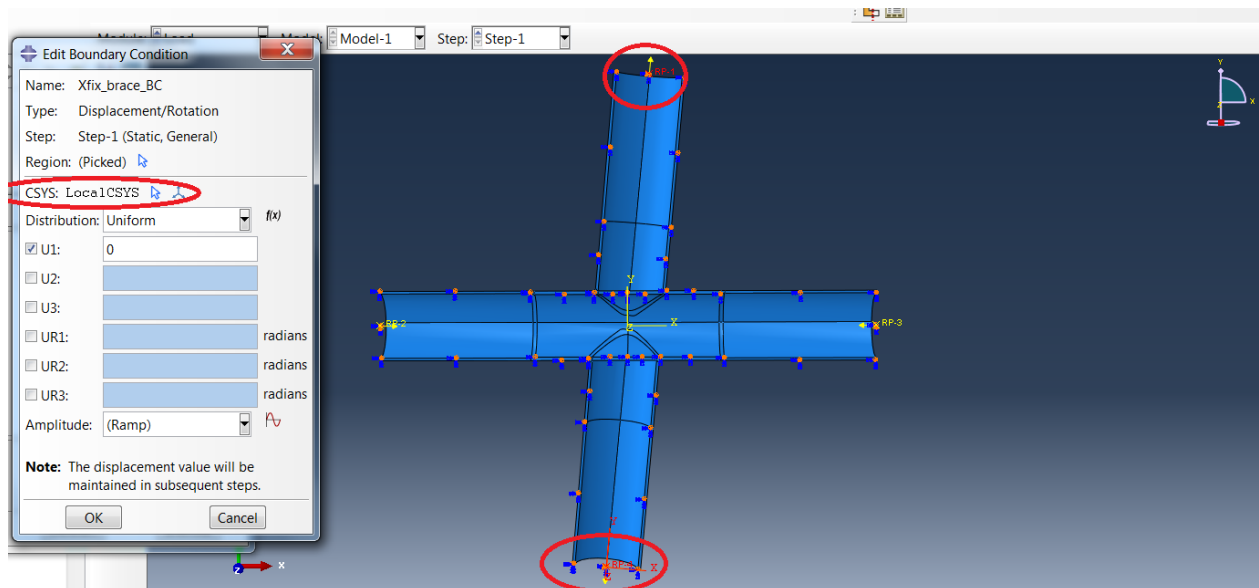 Model-1 Step: Step-1
Edit Boundary Condition
Name: Xfix_brace_BC
Type: Displacement/Rotation
Step: Step-1 (Static, General)
Region: (Picked)
CSYS: LocalCSYS
Distribution: Uniform f(x)
U1: 0
U2:
U3:
UR1: radians
UR2: radians
UR3: radians
Amplitude: (Ramp)
Note: The displacement value will be
maintained in subsequent steps.
OK Cancel
RP-1
Y
X
Z
Y
RP-2 X RP-3
Y
X
Z X